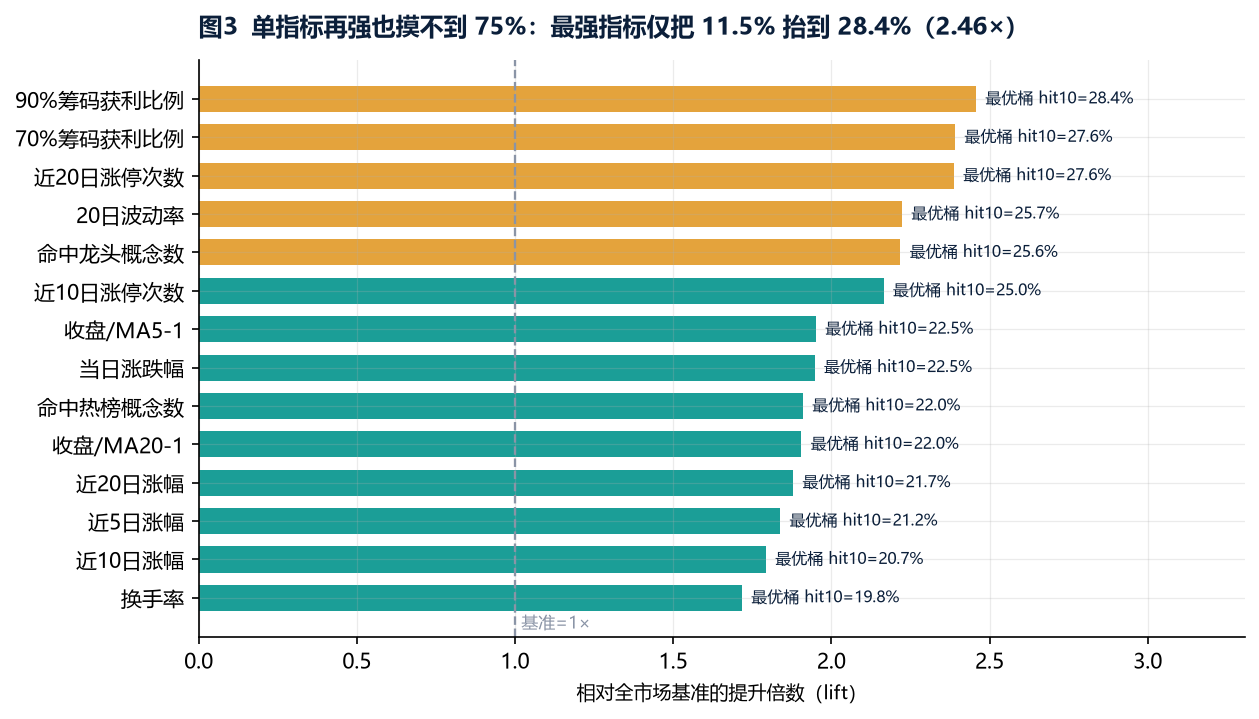 图3 单指标再强也摸不到 75%：最强指标仅把 11.5% 抬到 28.4%（2.46×）
90%筹码获利比例 最优桶 hit10=28.4%
70%筹码获利比例 最优桶 hit10=27.6%
近20日涨停次数 最优桶 hit10=27.6%
20日波动率 最优桶 hit10=25.7%
命中龙头概念数 最优桶 hit10=25.6%
近10日涨停次数 最优桶 hit10=25.0%
收盘/MA5-1 最优桶 hit10=22.5%
当日涨跌幅 最优桶 hit10=22.5%
命中热榜概念数 最优桶 hit10=22.0%
收盘/MA20-1 最优桶 hit10=22.0%
近20日涨幅 最优桶 hit10=21.7%
近5日涨幅 最优桶 hit10=21.2%
近10日涨幅 最优桶 hit10=20.7%
换手率 最优桶 hit10=19.8%
基准=1×
0.0 0.5 1.0 1.5 2.0 2.5 3.0
相对全市场基准的提升倍数（lift）